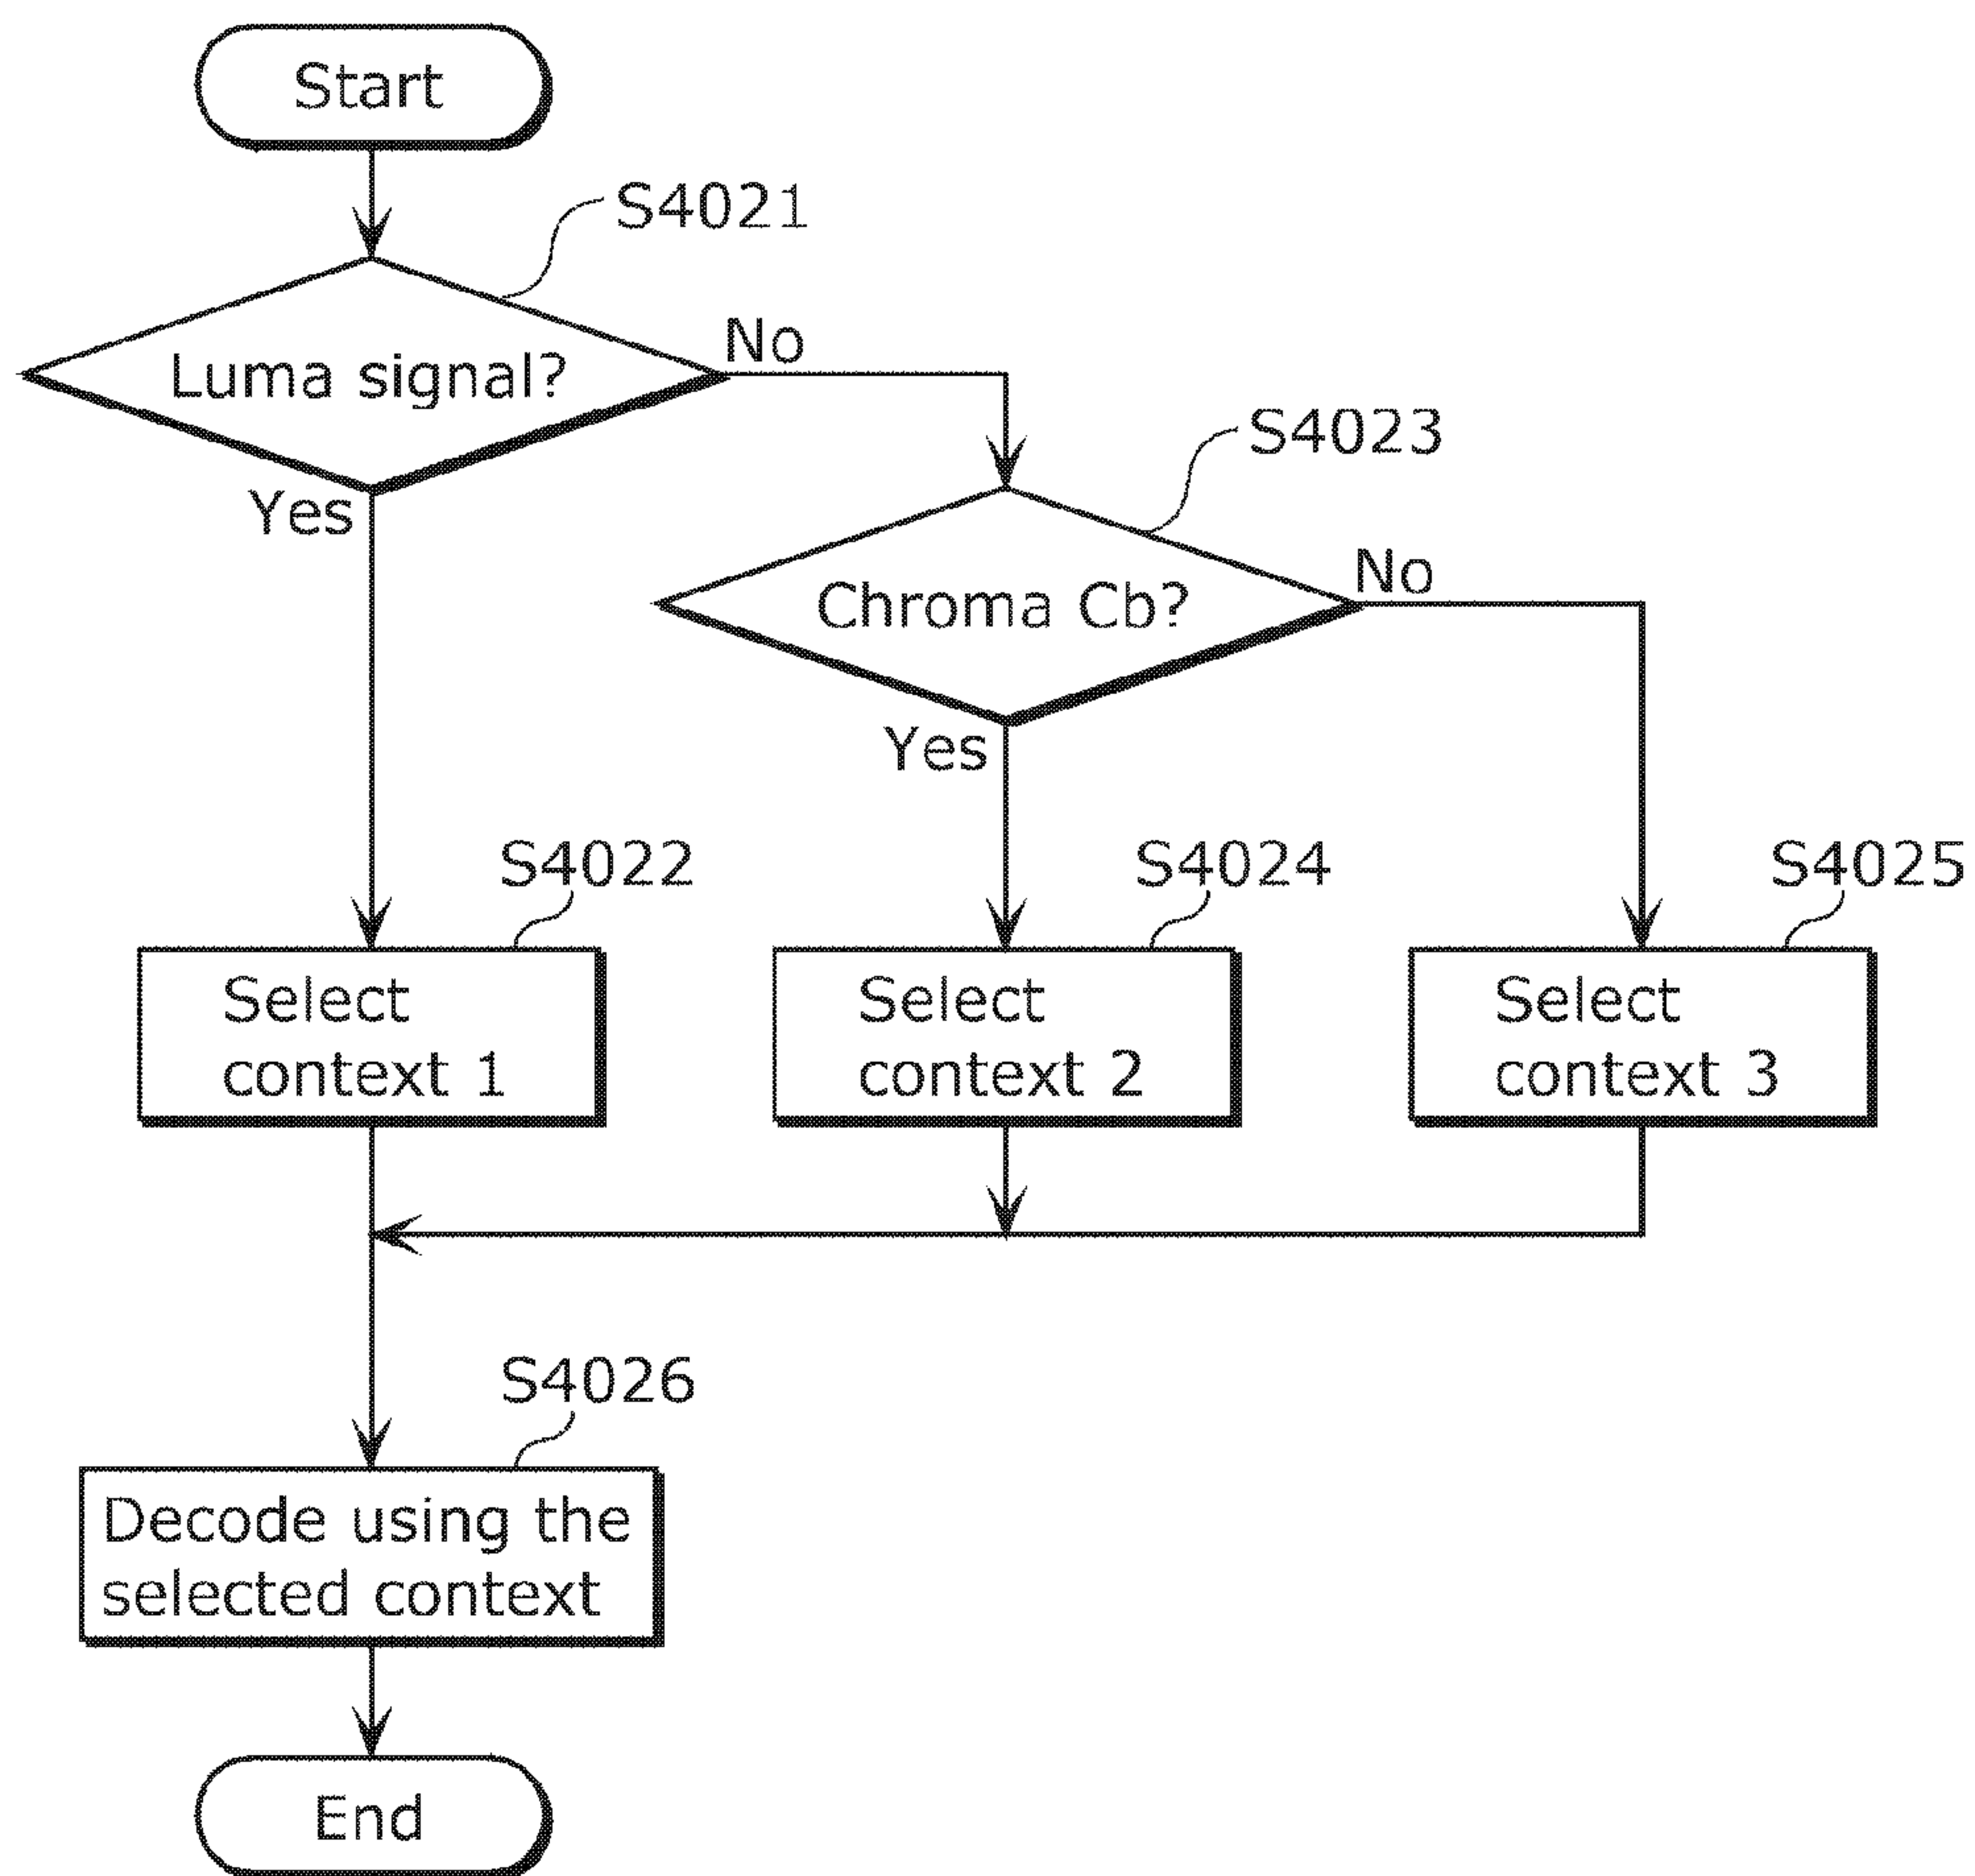 Start
S4021
Luma signal?
No
Yes
S4023
Chroma Cb?
No
Yes
S4022
S4024
S4025
Select
context 1
Select
context 2
Select
context 3
S4026
Decode using the
selected context
End